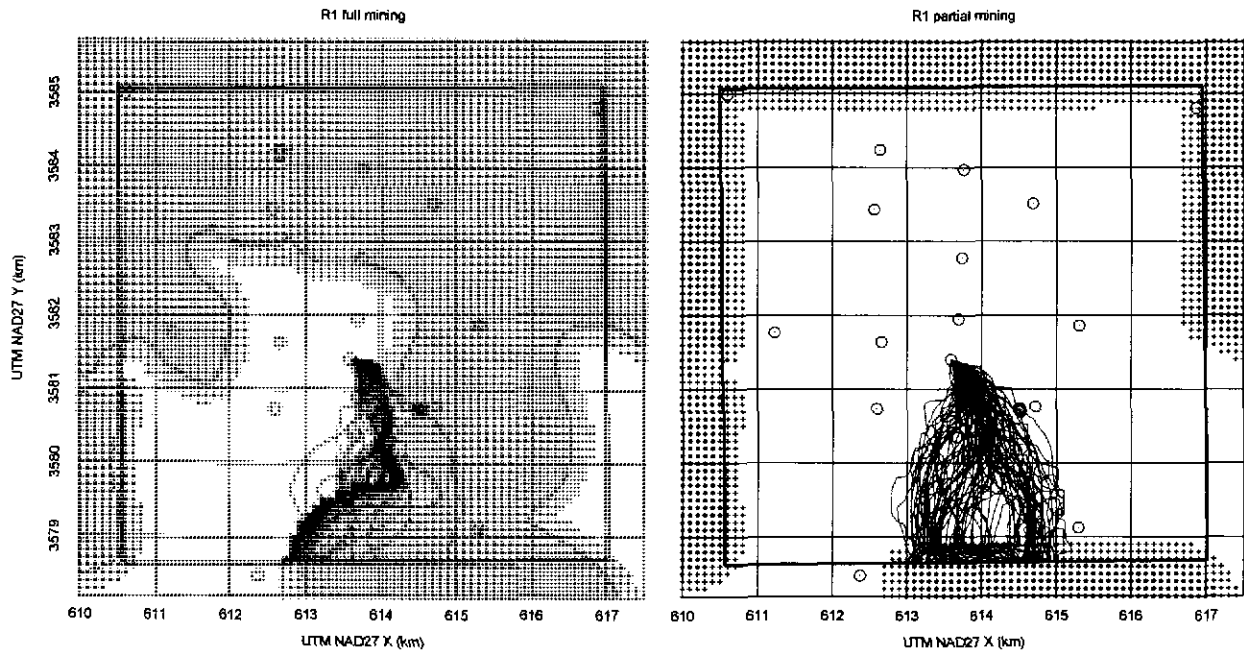 R1 full mining
R1 partial mining
UTM NAD27 Y (km)
3585
3584
3583
3582
3581
3580
3579
610 611 612 613 614 615 616 617
610 611 612 613 614 615 616 617
UTM NAD27 X (km)
UTM NAD27 X (km)